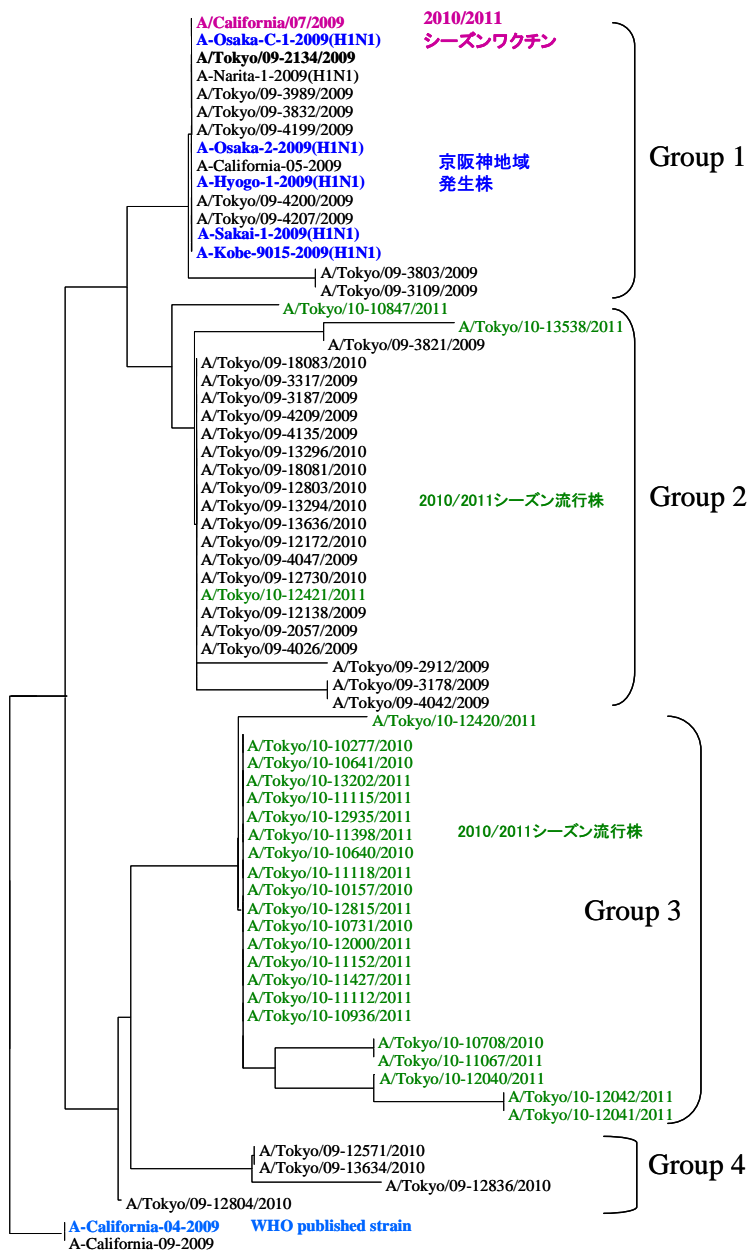 A/California/07/2009
2010/2011
シーズンワクチン
A-Osaka-C-1-2009(H1N1)
A/Tokyo/09-2134/2009
A-Narita-1-2009(H1N1)
A/Tokyo/09-3989/2009
A/Tokyo/09-3832/2009
A/Tokyo/09-4199/2009
A-Osaka-2-2009(H1N1)
A-California-05-2009
京阪神地域
発生株
A-Hyogo-1-2009(H1N1)
A/Tokyo/09-4200/2009
A/Tokyo/09-4207/2009
A-Sakai-1-2009(H1N1)
A-Kobe-9015-2009(H1N1)
A/Tokyo/09-3803/2009
A/Tokyo/09-3109/2009
Group 1
A/Tokyo/10-10847/2011
A/Tokyo/10-13538/2011
A/Tokyo/09-3821/2009
A/Tokyo/09-18083/2010
A/Tokyo/09-3317/2009
A/Tokyo/09-3187/2009
A/Tokyo/09-4209/2009
A/Tokyo/09-4135/2009
A/Tokyo/09-13296/2010
A/Tokyo/09-18081/2010
A/Tokyo/09-12803/2010
A/Tokyo/09-13294/2010
A/Tokyo/09-13636/2010
A/Tokyo/09-12172/2010
A/Tokyo/09-4047/2009
A/Tokyo/09-12730/2010
A/Tokyo/10-12421/2011
A/Tokyo/09-12138/2009
A/Tokyo/09-2057/2009
A/Tokyo/09-4026/2009
A/Tokyo/09-2912/2009
A/Tokyo/09-3178/2009
A/Tokyo/09-4042/2009
2010/2011シーズン流行株
Group 2
A/Tokyo/10-12420/2011
A/Tokyo/10-10277/2010
A/Tokyo/10-10641/2010
A/Tokyo/10-13202/2011
A/Tokyo/10-11115/2011
A/Tokyo/10-12935/2011
A/Tokyo/10-11398/2011
A/Tokyo/10-10640/2010
A/Tokyo/10-11118/2011
A/Tokyo/10-10157/2010
A/Tokyo/10-12815/2011
A/Tokyo/10-10731/2010
A/Tokyo/10-12000/2011
A/Tokyo/10-11152/2011
A/Tokyo/10-11427/2011
A/Tokyo/10-11112/2011
A/Tokyo/10-10936/2011
A/Tokyo/10-10708/2010
A/Tokyo/10-11067/2011
A/Tokyo/10-12040/2011
A/Tokyo/10-12042/2011
A/Tokyo/10-12041/2011
2010/2011シーズン流行株
Group 3
A/Tokyo/09-12571/2010
A/Tokyo/09-13634/2010
A/Tokyo/09-12836/2010
A/Tokyo/09-12804/2010
Group 4
A-California-04-2009
WHO published strain
A-California-09-2009